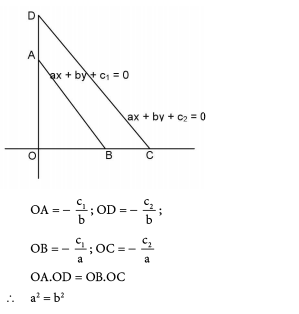 D
A
ax + by + c₁ = 0
ax + by + c₂ = 0
O
B
C
OA = − c₁/b ; OD = − c₂/b ;
OB = − c₁/a ; OC = − c₂/a
OA.OD = OB.OC
∴ a² = b²